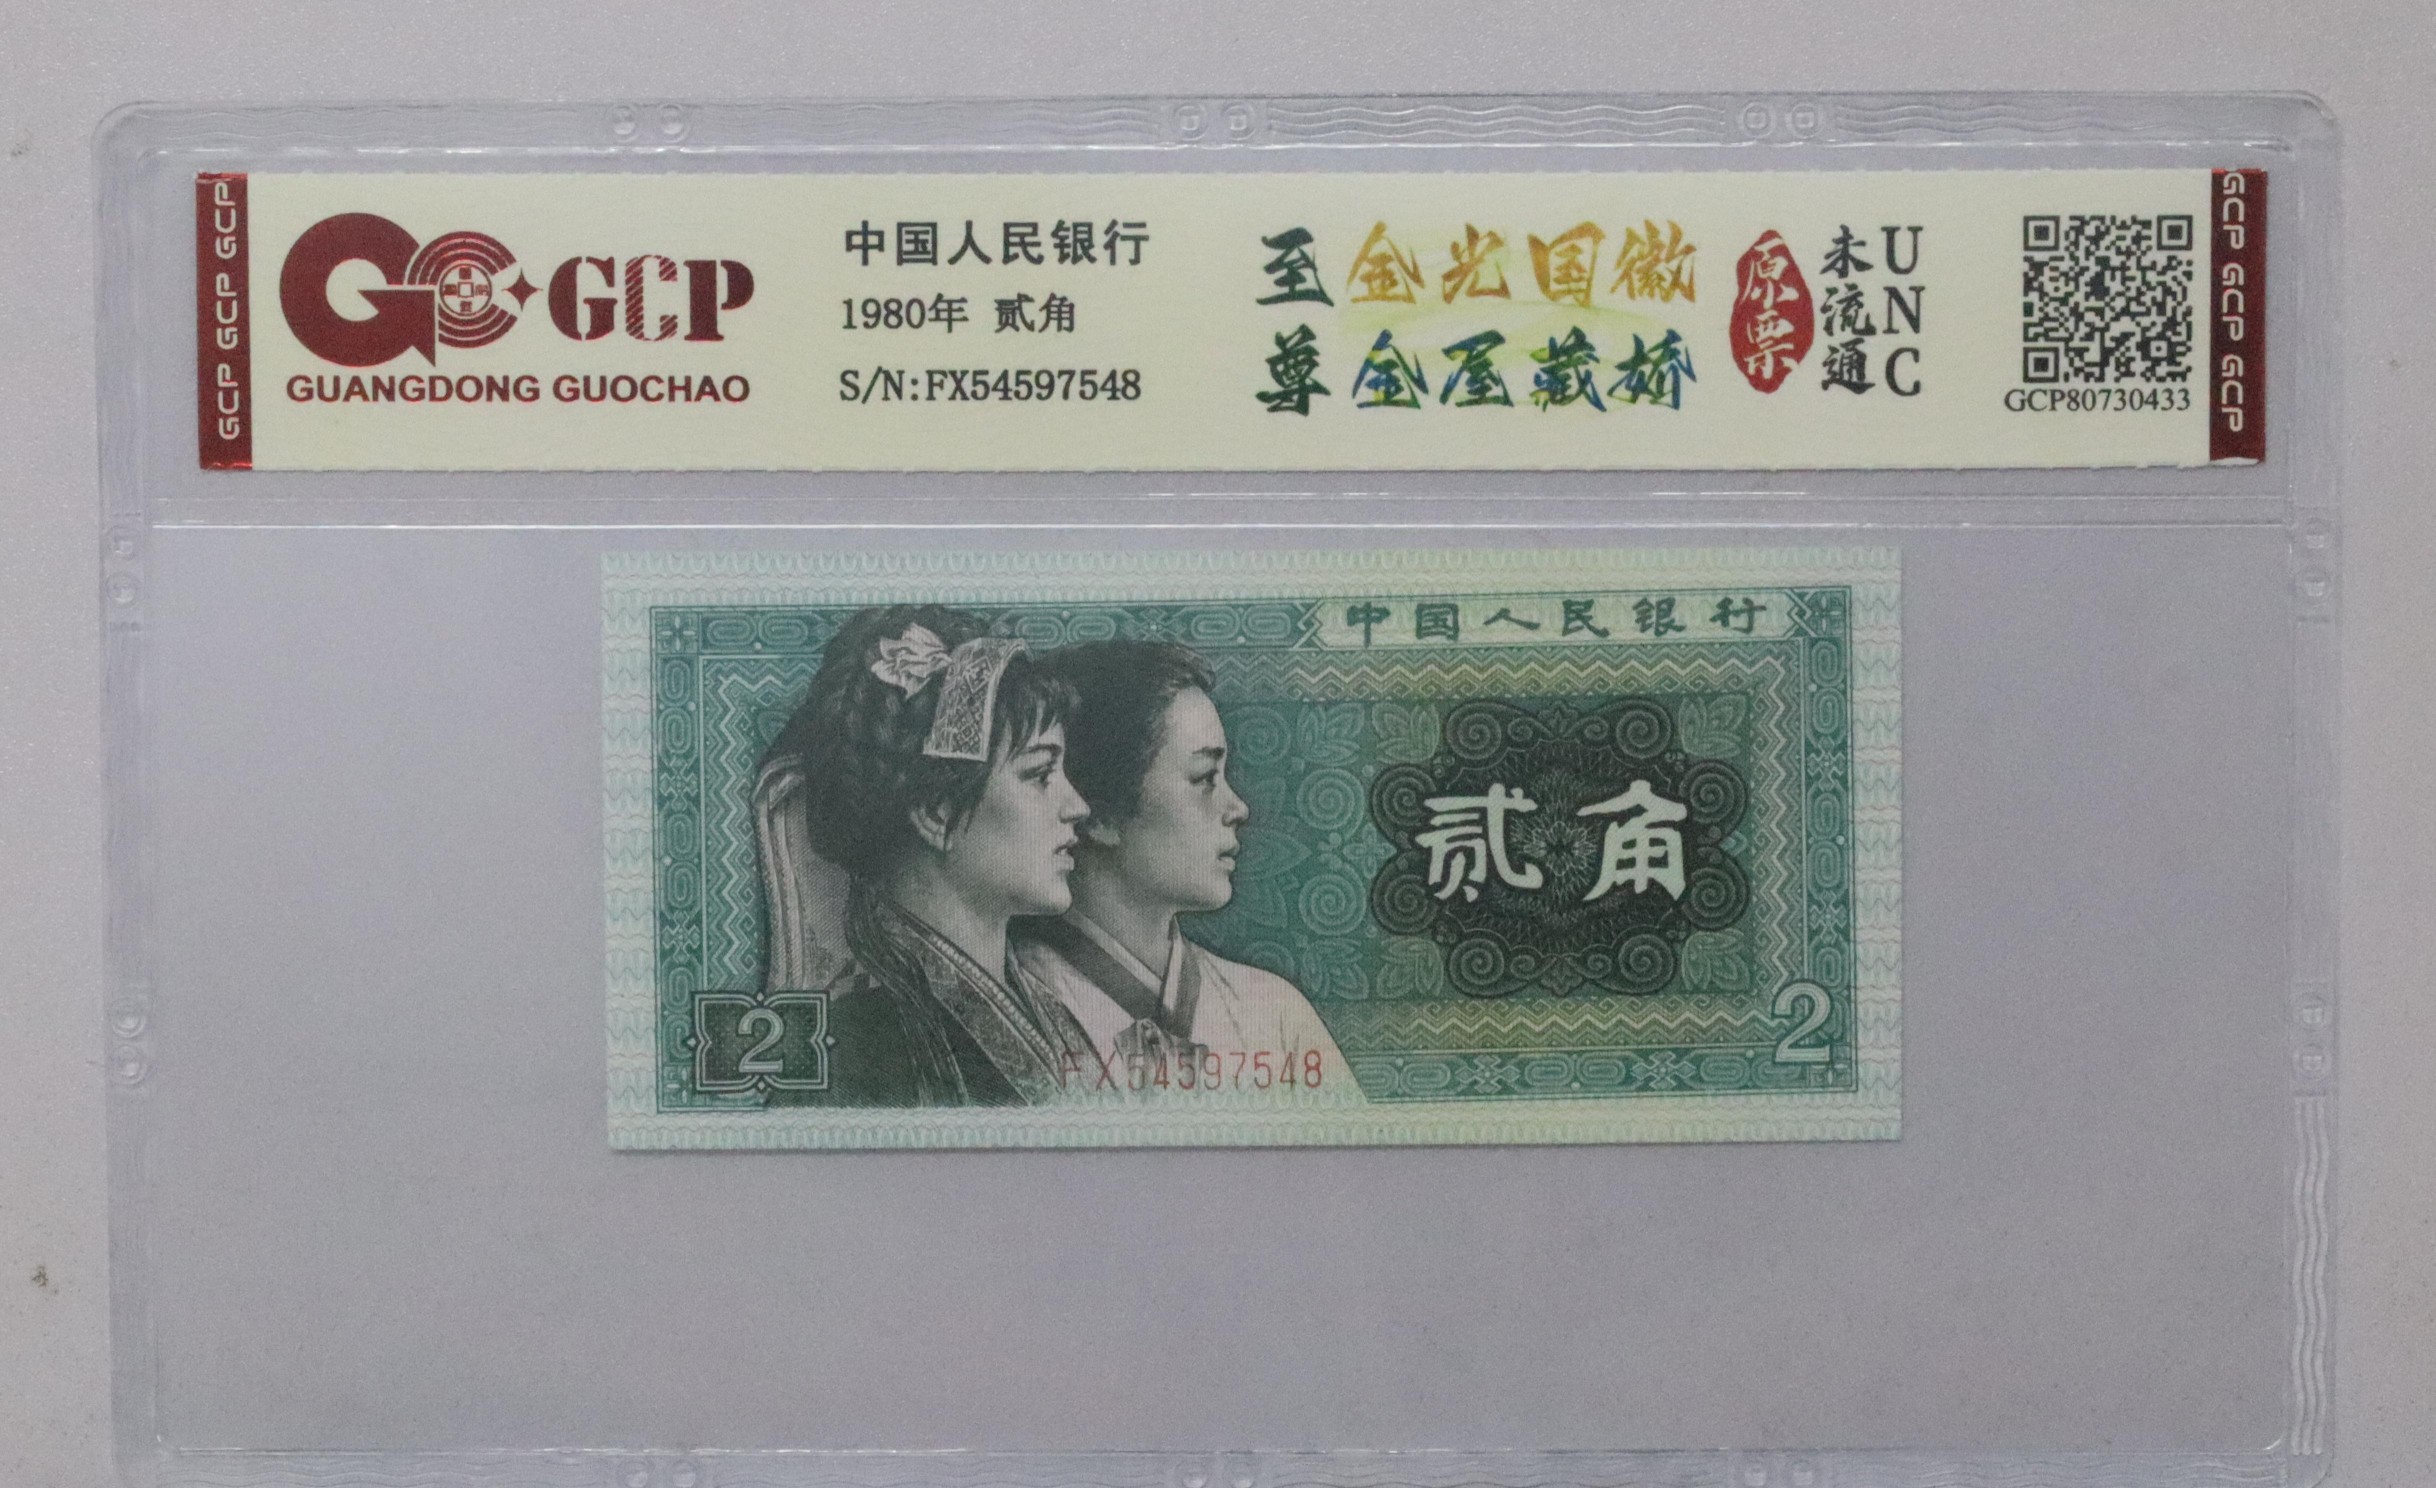 GCP GCP GCP
GCP
GUANGDONG GUOCHAO
中国人民银行
1980年 贰角
S/N:FX54597548
至尊
金光国徽
金屋藏娇
原票
未流通
UNC
GCP80730433
GCP GCP GCP
中国人民银行
贰角
2
2
FX54597548